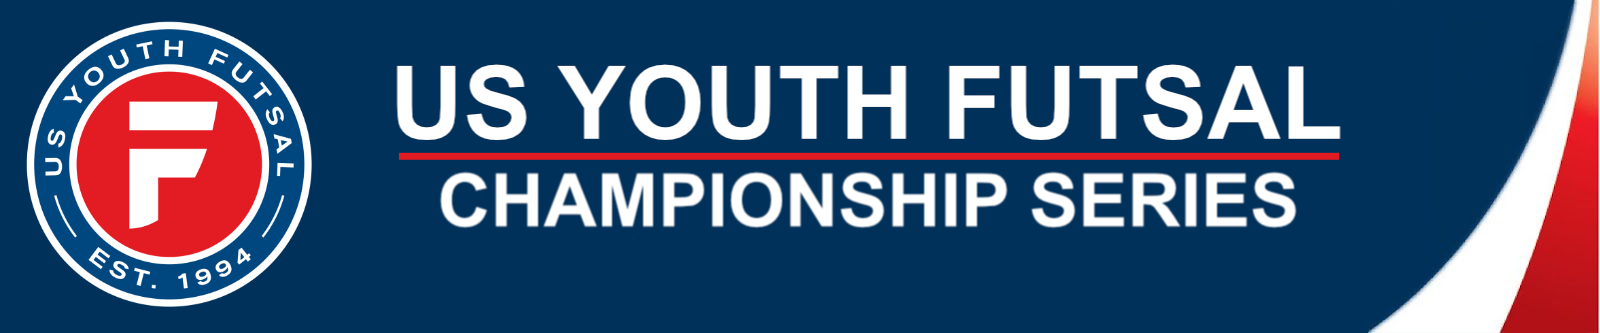 US YOUTH FUTSAL
F
EST. 1994
US YOUTH FUTSAL
CHAMPIONSHIP SERIES